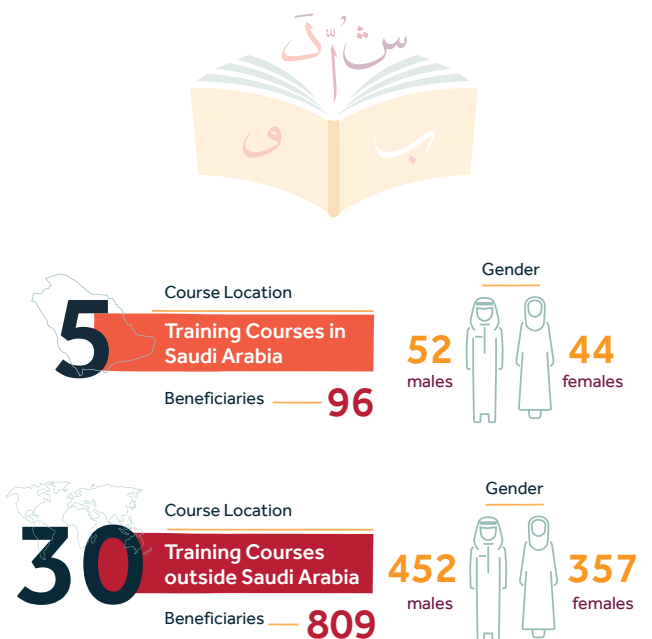 سَّ اُ دَ
و ب
Course Location
Gender
5
Training Courses in
Saudi Arabia
52
males
44
females
Beneficiaries 96
Course Location
Gender
30
Training Courses
outside Saudi Arabia
452
males
357
females
Beneficiaries 809